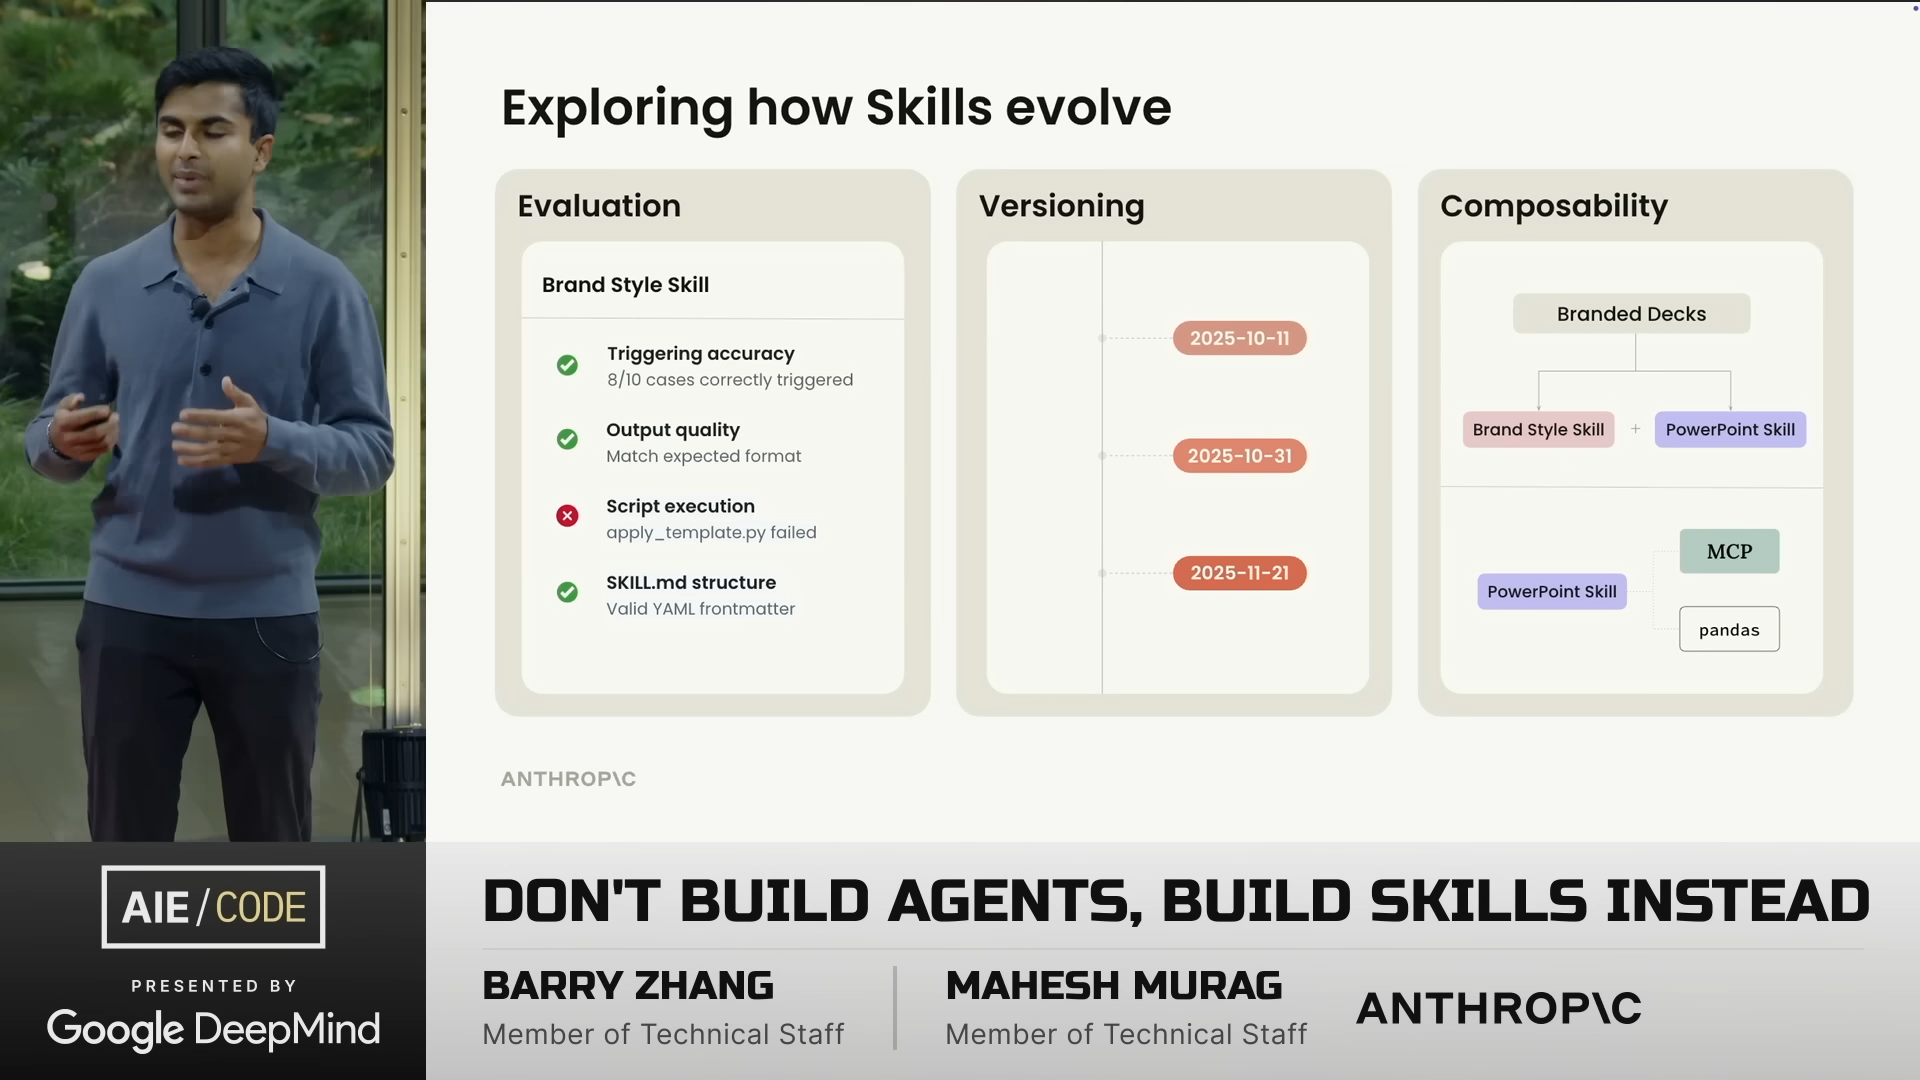 Exploring how Skills evolve
Evaluation
Brand Style Skill
Triggering accuracy
8/10 cases correctly triggered
Output quality
Match expected format
Script execution
apply_template.py failed
SKILL.md structure
Valid YAML frontmatter
Versioning
2025-10-11
2025-10-31
2025-11-21
Composability
Branded Decks
Brand Style Skill + PowerPoint Skill
MCP
PowerPoint Skill
pandas
ANTHROP\C
AIE/CODE
PRESENTED BY
Google DeepMind
DON'T BUILD AGENTS, BUILD SKILLS INSTEAD
BARRY ZHANG
Member of Technical Staff
MAHESH MURAG
Member of Technical Staff
ANTHROP\C